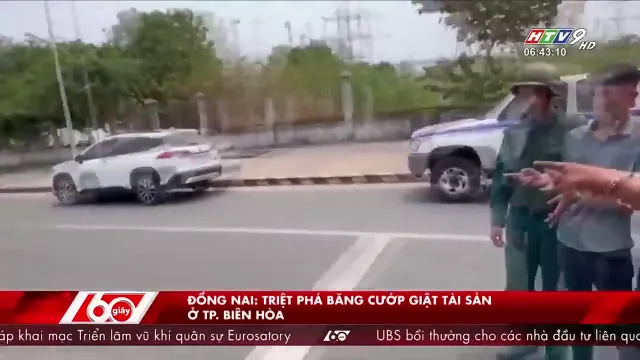 HTV9 HD
06:43:10
60 giây
ĐỒNG NAI: TRIỆT PHÁ BĂNG CƯỚP GIẬT TÀI SẢN
Ở TP. BIÊN HÒA
khai mạc Triển lãm vũ khí quân sự Eurosatory 60 UBS bồi thường cho các nhà đầu tư liên